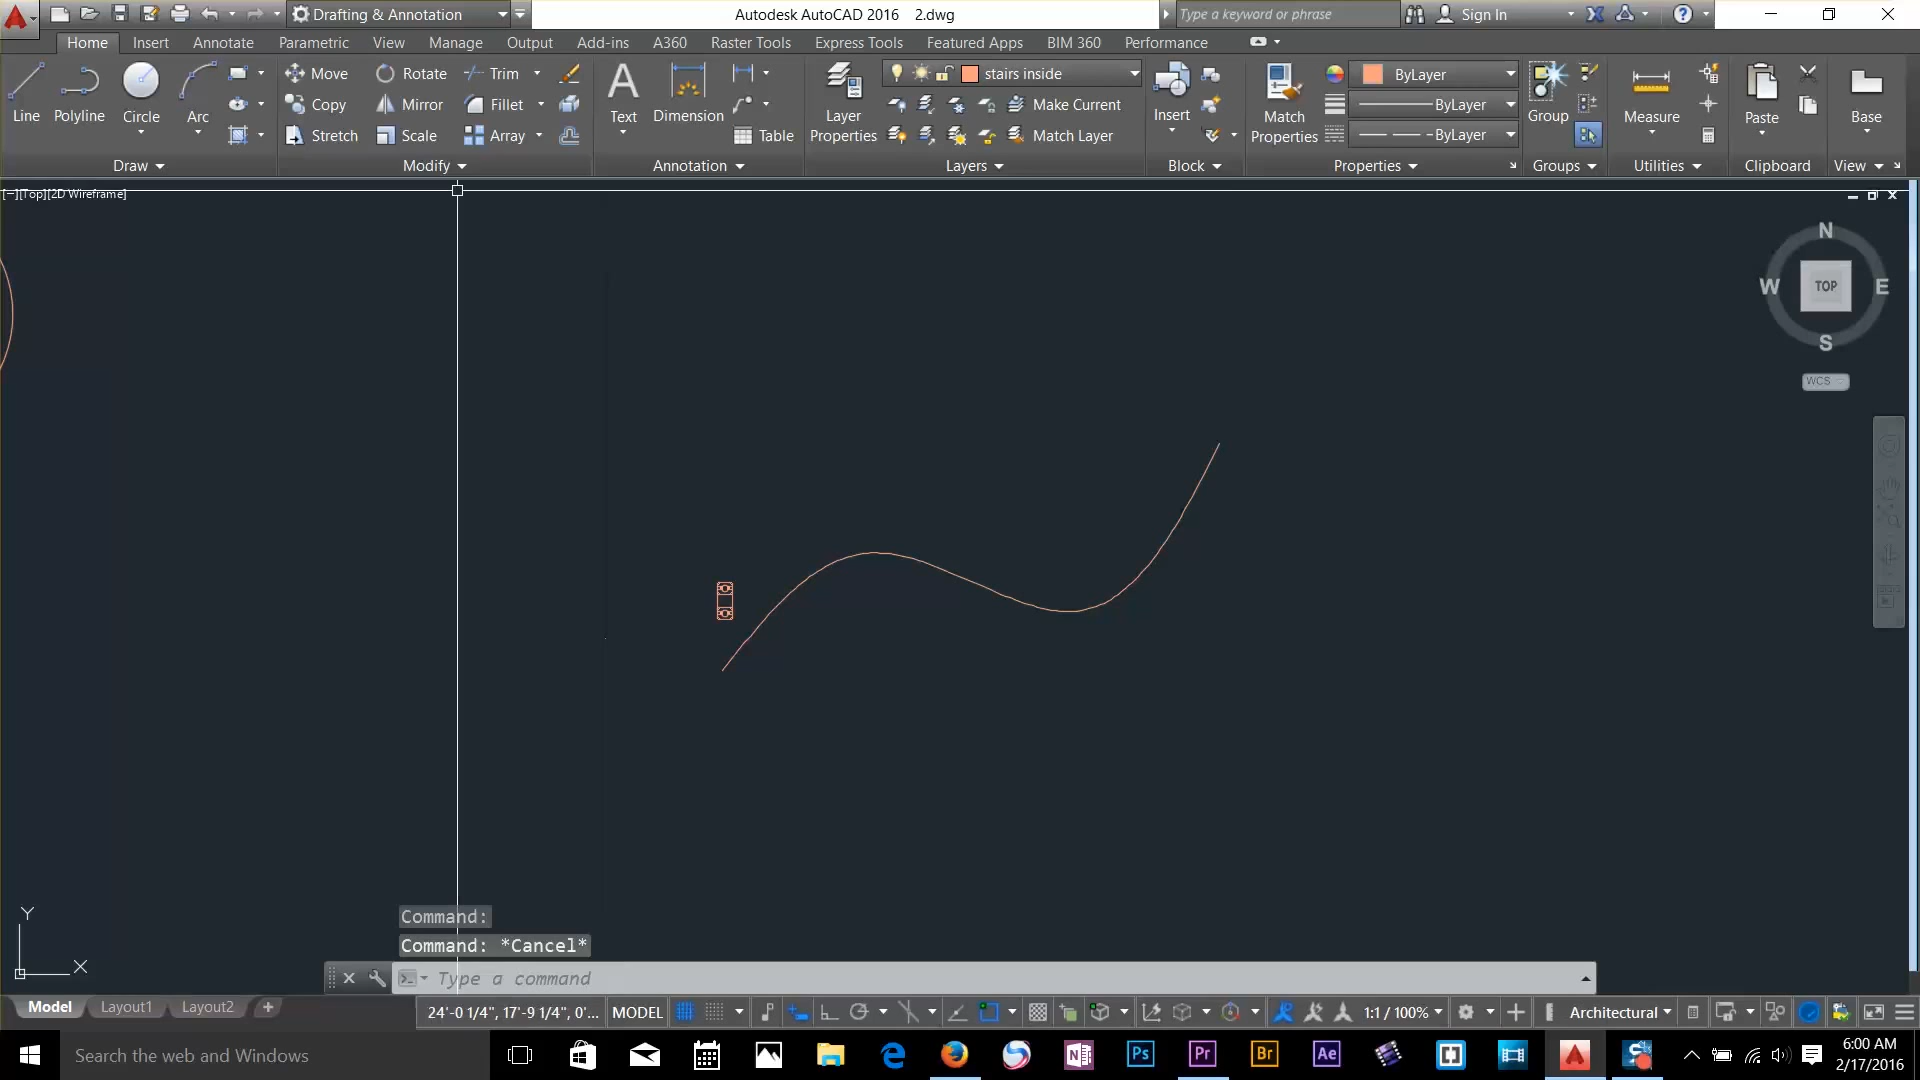 Drafting & Annotation
Autodesk AutoCAD 2016 2.dwg
Type a keyword or phrase
Sign In
Home Insert Annotate Parametric View Manage Output Add-ins A360 Raster Tools Express Tools Featured Apps BIM 360 Performance
Line Polyline Circle Arc
Move Rotate Trim
Copy Mirror Fillet
Stretch Scale Array
Text Dimension
Table
Layer Properties
stairs inside
Make Current
Match Layer
Insert
Match Properties
ByLayer
ByLayer
ByLayer
Group
Measure
Paste
Base
Draw Modify Annotation Layers Block Properties Groups Utilities Clipboard View
[−][Top][2D Wireframe]
N
W TOP E
S
WCS
Y
X
Command:
Command: *Cancel*
Type a command
Model Layout1 Layout2 +
24'-0 1/4", 17'-9 1/4", 0'... MODEL
1:1 / 100%
Architectural
Search the web and Windows
N
Ps
Pr
Br
Ae
6:00 AM
2/17/2016